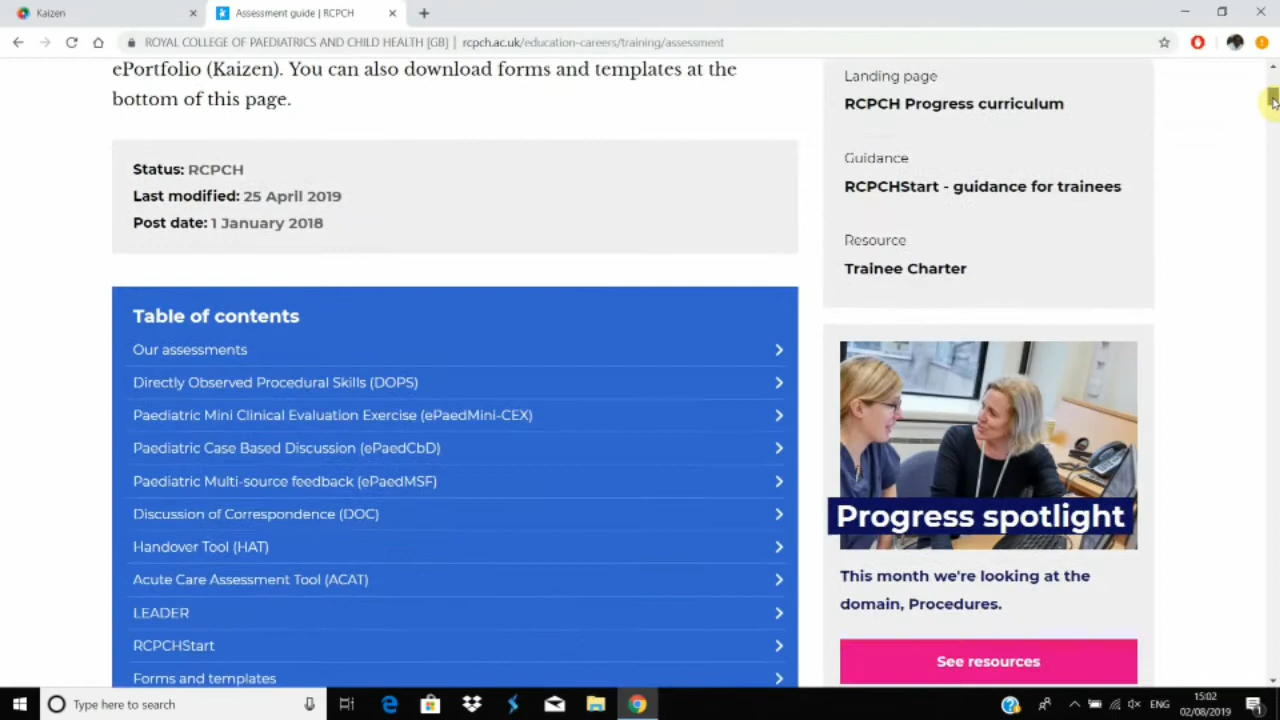 Kaizen
Assessment guide | RCPCH
ROYAL COLLEGE OF PAEDIATRICS AND CHILD HEALTH [GB] | rcpch.ac.uk/education-careers/training/assessment
ePortfolio (Kaizen). You can also download forms and templates at the
bottom of this page.
Status: RCPCH
Last modified: 25 April 2019
Post date: 1 January 2018
Table of contents
Our assessments
Directly Observed Procedural Skills (DOPS)
Paediatric Mini Clinical Evaluation Exercise (ePaedMini-CEX)
Paediatric Case Based Discussion (ePaedCbD)
Paediatric Multi-source feedback (ePaedMSF)
Discussion of Correspondence (DOC)
Handover Tool (HAT)
Acute Care Assessment Tool (ACAT)
LEADER
RCPCHStart
Forms and templates
Landing page
RCPCH Progress curriculum
Guidance
RCPCHStart - guidance for trainees
Resource
Trainee Charter
Progress spotlight
This month we're looking at the
domain, Procedures.
See resources
Type here to search
ENG
15:02
02/08/2019
1